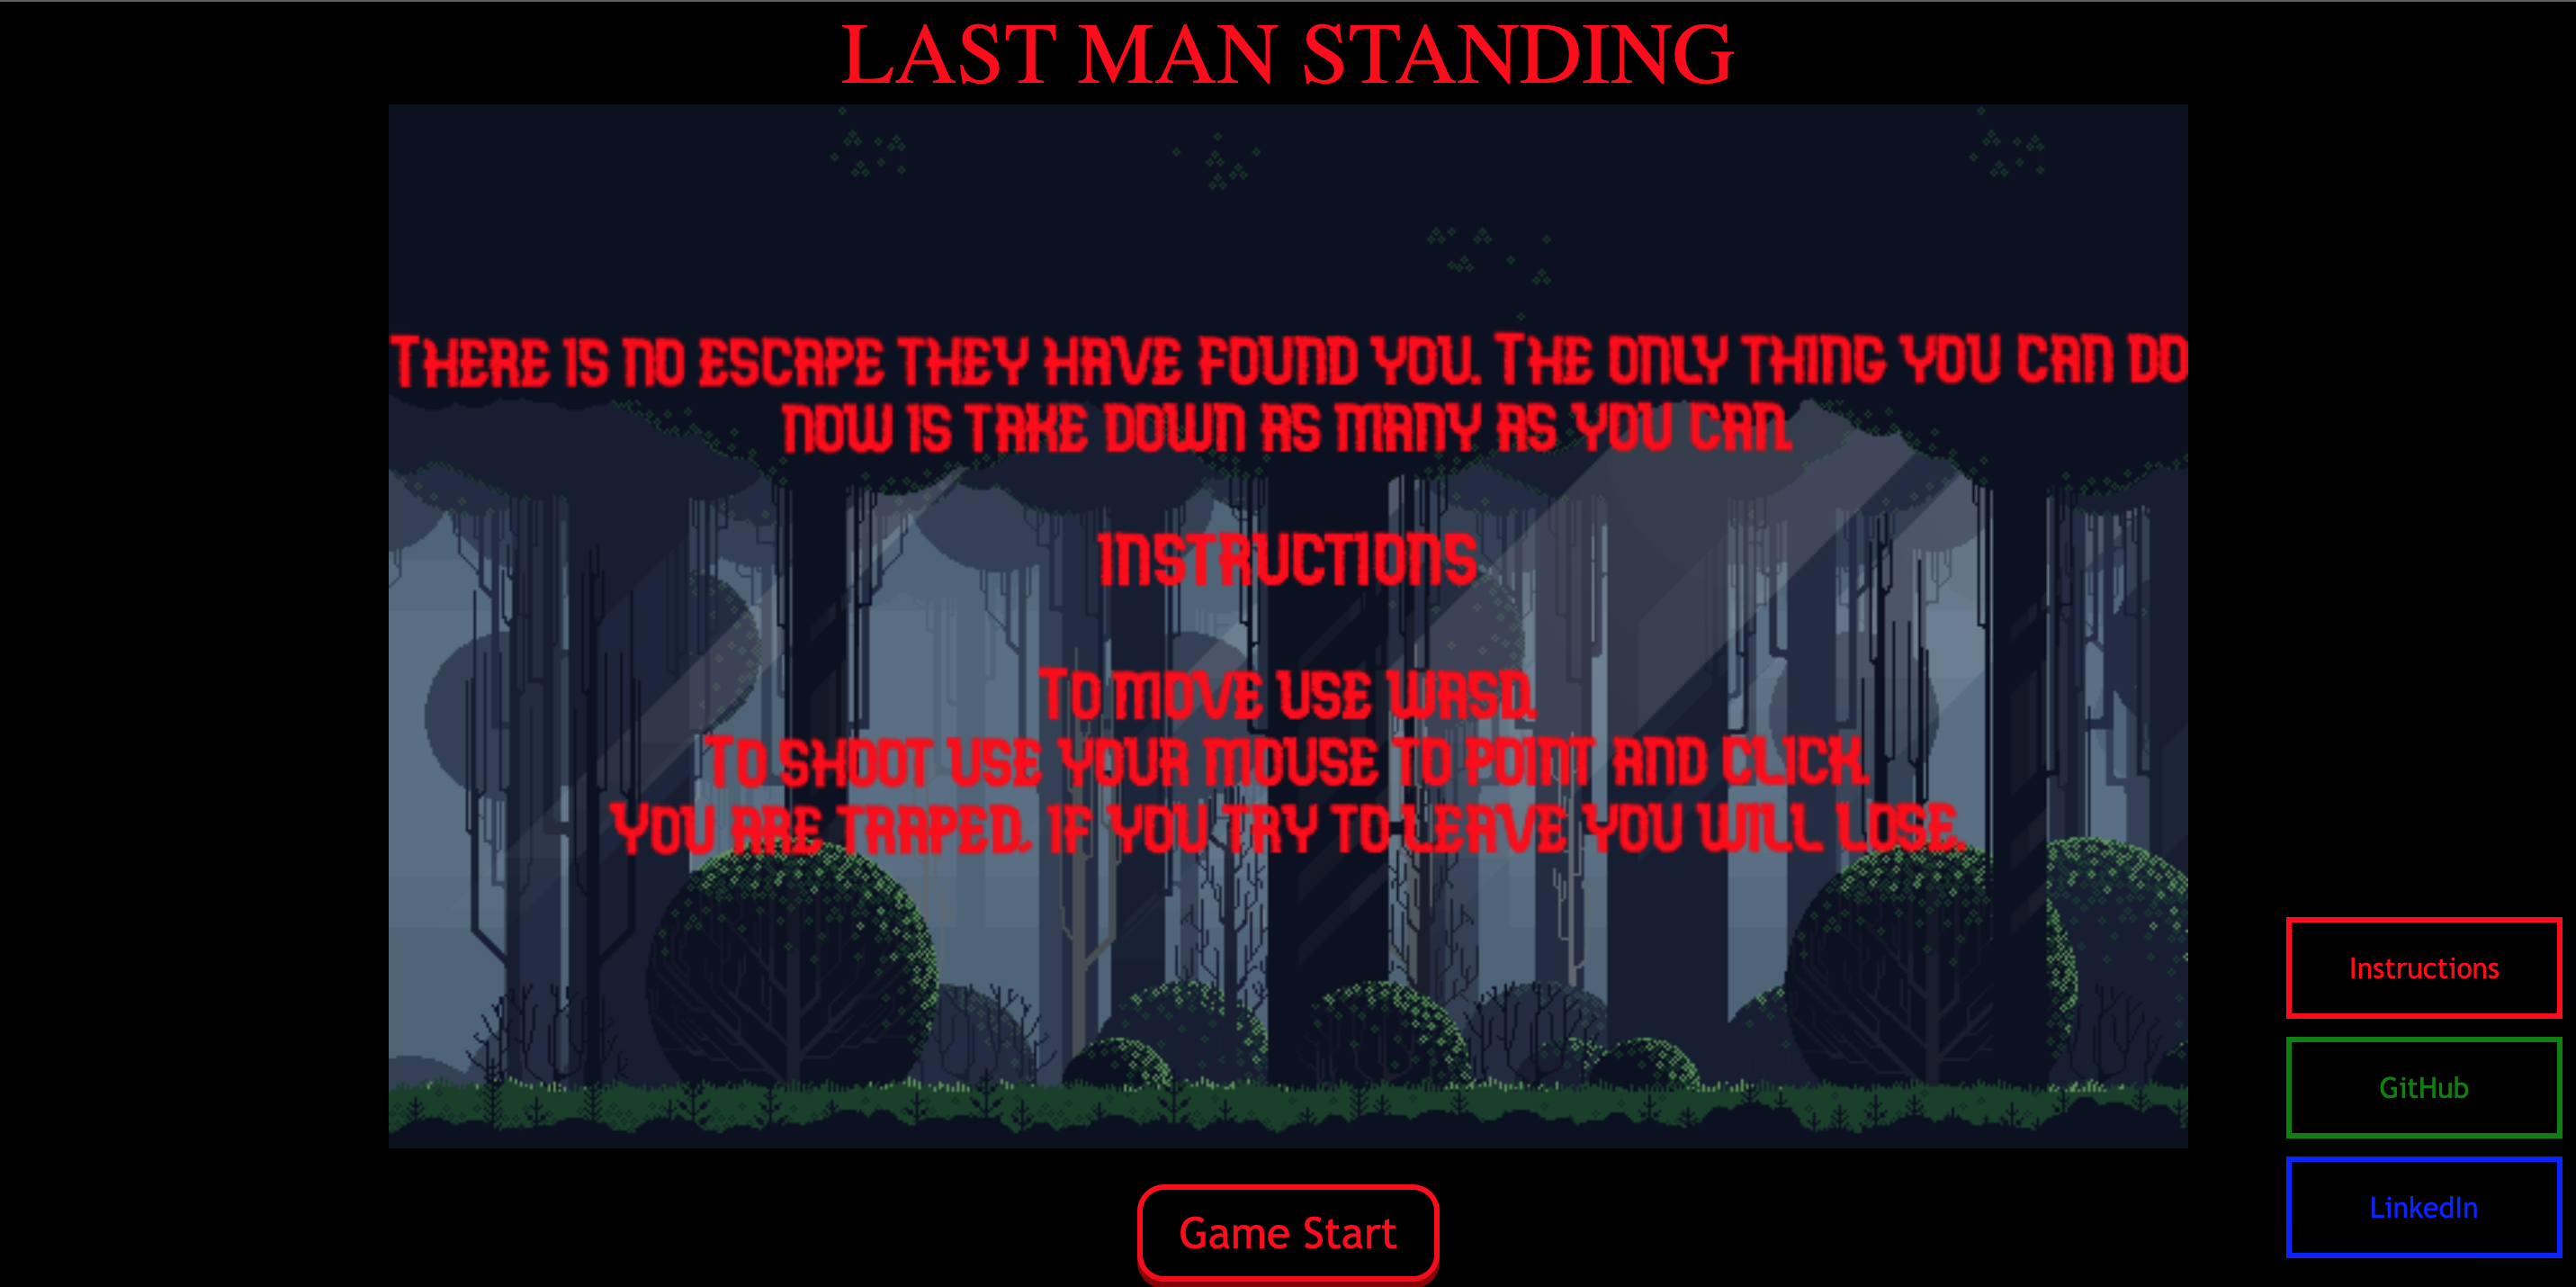 LAST MAN STANDING
There is no escape they have found you. The only thing you can do
now is take down as many as you can.
Instructions
To move use WASD.
To shoot use your mouse to point and click.
You are traped. if you try to leave you will lose.
Instructions
GitHub
LinkedIn
Game Start